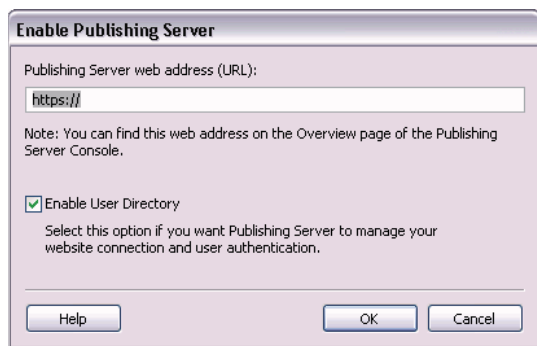 Enable Publishing Server
Publishing Server web address (URL):
https://
Note: You can find this web address on the Overview page of the Publishing
Server Console.
Enable User Directory
Select this option if you want Publishing Server to manage your
website connection and user authentication.
Help
OK
Cancel